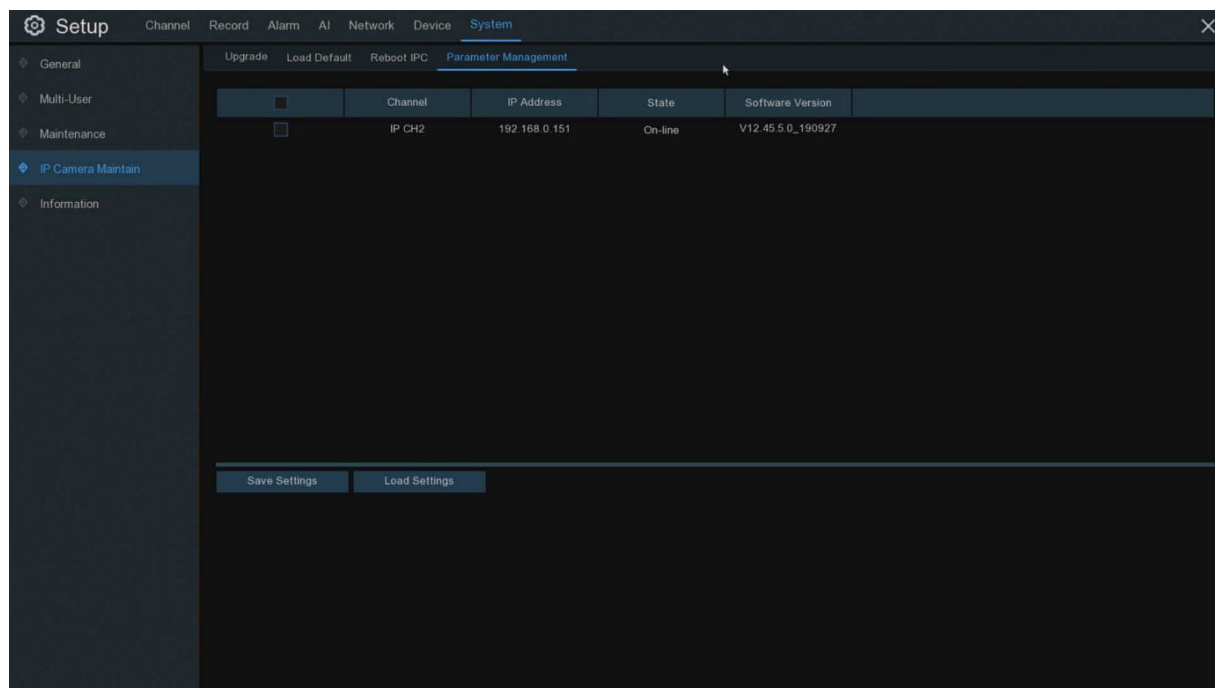 Setup Channel Record Alarm AI Network Device System X
General
Multi-User
Maintenance
IP Camera Maintain
Information
Upgrade Load Default Reboot IPC Parameter Management
Channel IP Address State Software Version
IP CH2 192.168.0.151 On-line V12.45.5.0_190927
Save Settings Load Settings